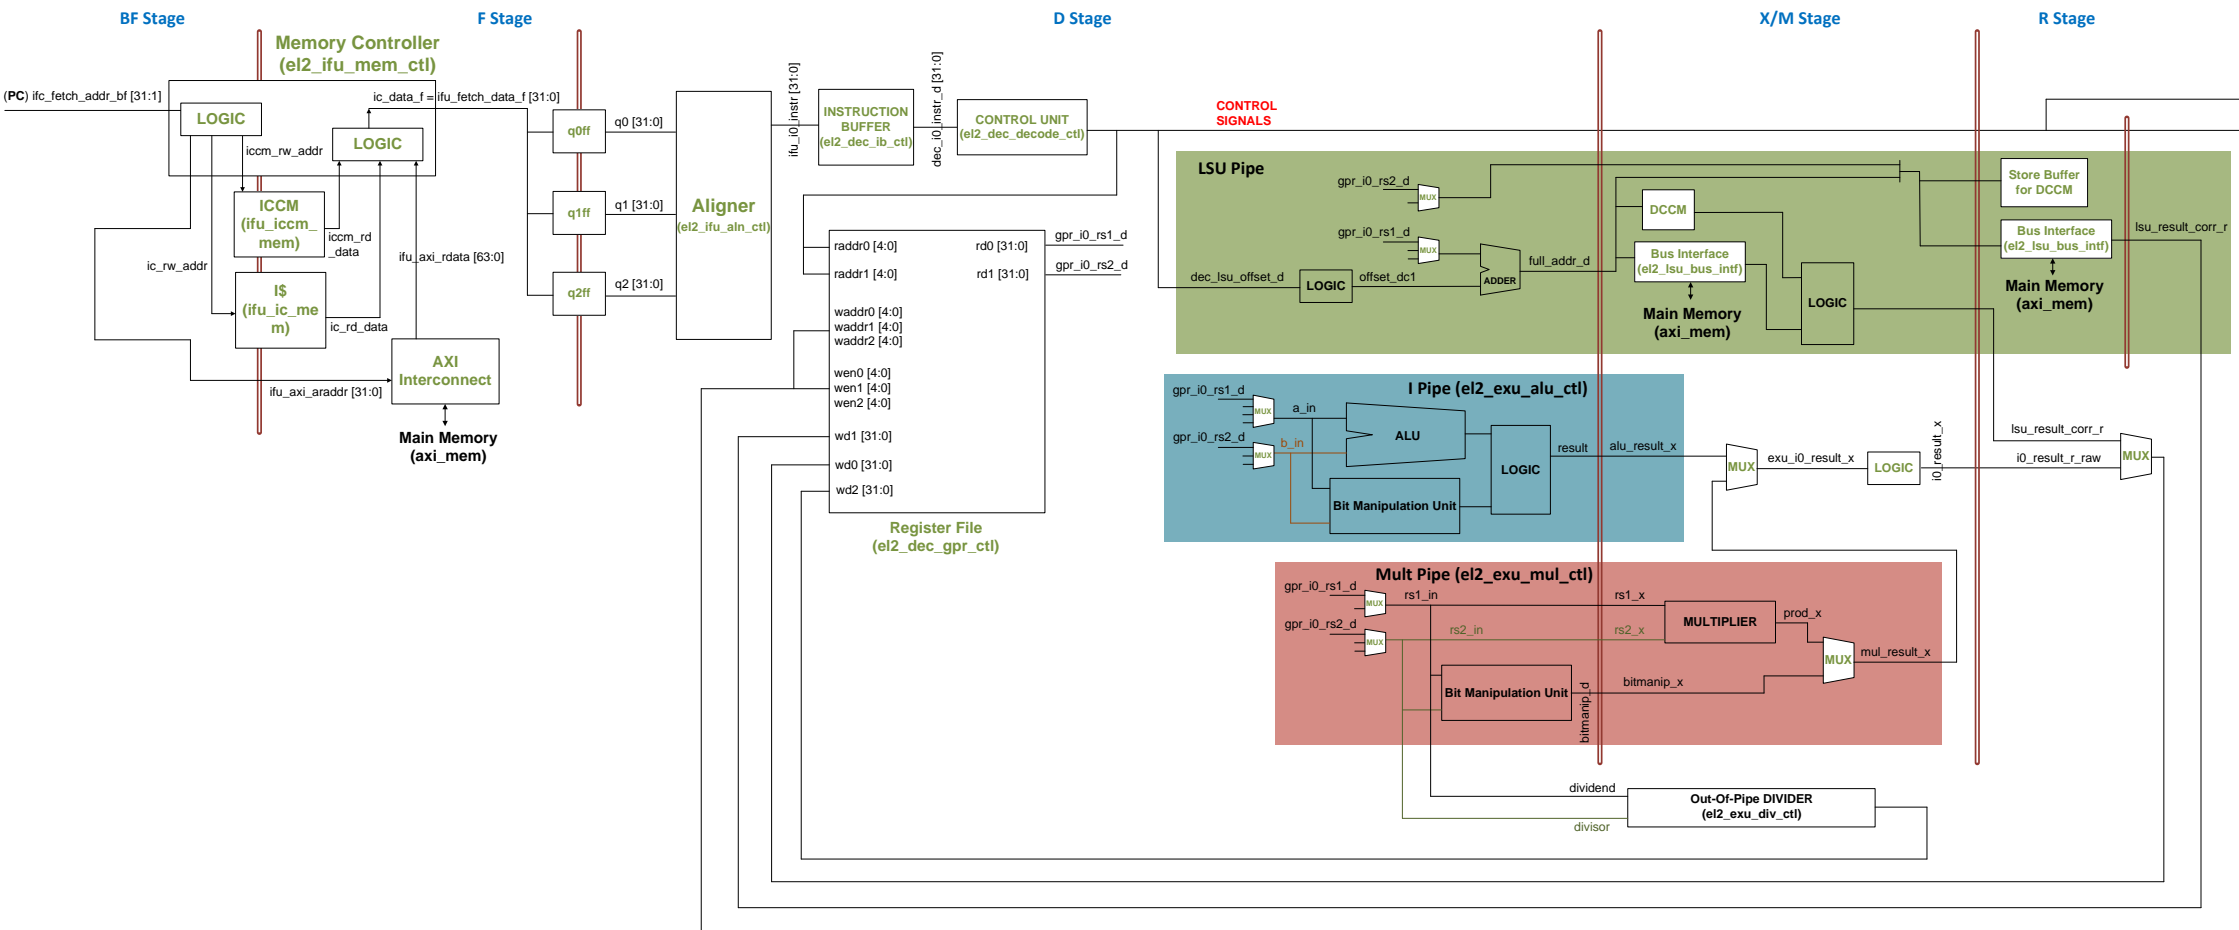 BF Stage
F Stage
D Stage
X/M Stage
R Stage
Memory Controller
(el2_ifu_mem_ctl)
(PC) ifc_fetch_addr_bf [31:1]
LOGIC
iccm_rw_addr
ic_data_f = ifu_fetch_data_f [31:0]
LOGIC
ICCM
(ifu_iccm_
mem)
iccm_rd
_data
ic_rw_addr
I$
(ifu_ic_me
m)
ic_rd_data
ifu_axi_rdata [63:0]
AXI
Interconnect
ifu_axi_araddr [31:0]
Main Memory
(axi_mem)
q0ff
q0 [31:0]
q1ff
q1 [31:0]
q2ff
q2 [31:0]
Aligner
(el2_ifu_aln_ctl)
ifu_i0_instr [31:0]
INSTRUCTION
BUFFER
(el2_dec_ib_ctl)
dec_i0_instr_d [31:0]
CONTROL UNIT
(el2_dec_decode_ctl)
CONTROL
SIGNALS
raddr0 [4:0]
raddr1 [4:0]
rd0 [31:0]
rd1 [31:0]
gpr_i0_rs1_d
gpr_i0_rs2_d
waddr0 [4:0]
waddr1 [4:0]
waddr2 [4:0]
wen0 [4:0]
wen1 [4:0]
wen2 [4:0]
wd1 [31:0]
wd0 [31:0]
wd2 [31:0]
Register File
(el2_dec_gpr_ctl)
LSU Pipe
gpr_i0_rs2_d
MUX
gpr_i0_rs1_d
MUX
dec_lsu_offset_d
LOGIC
offset_dc1
ADDER
full_addr_d
DCCM
Bus Interface
(el2_lsu_bus_intf)
Main Memory
(axi_mem)
LOGIC
Store Buffer
for DCCM
Bus Interface
(el2_lsu_bus_intf)
Main Memory
(axi_mem)
lsu_result_corr_r
I Pipe (el2_exu_alu_ctl)
gpr_i0_rs1_d
MUX
a_in
gpr_i0_rs2_d
MUX
b_in
ALU
Bit Manipulation Unit
LOGIC
result
alu_result_x
MUX
exu_i0_result_x
LOGIC
i0_result_x
lsu_result_corr_r
i0_result_r_raw
MUX
Mult Pipe (el2_exu_mul_ctl)
gpr_i0_rs1_d
MUX
rs1_in
rs1_x
gpr_i0_rs2_d
MUX
rs2_in
rs2_x
MULTIPLIER
prod_x
Bit Manipulation Unit
bitmanip_d
bitmanip_x
MUX
mul_result_x
dividend
divisor
Out-Of-Pipe DIVIDER
(el2_exu_div_ctl)